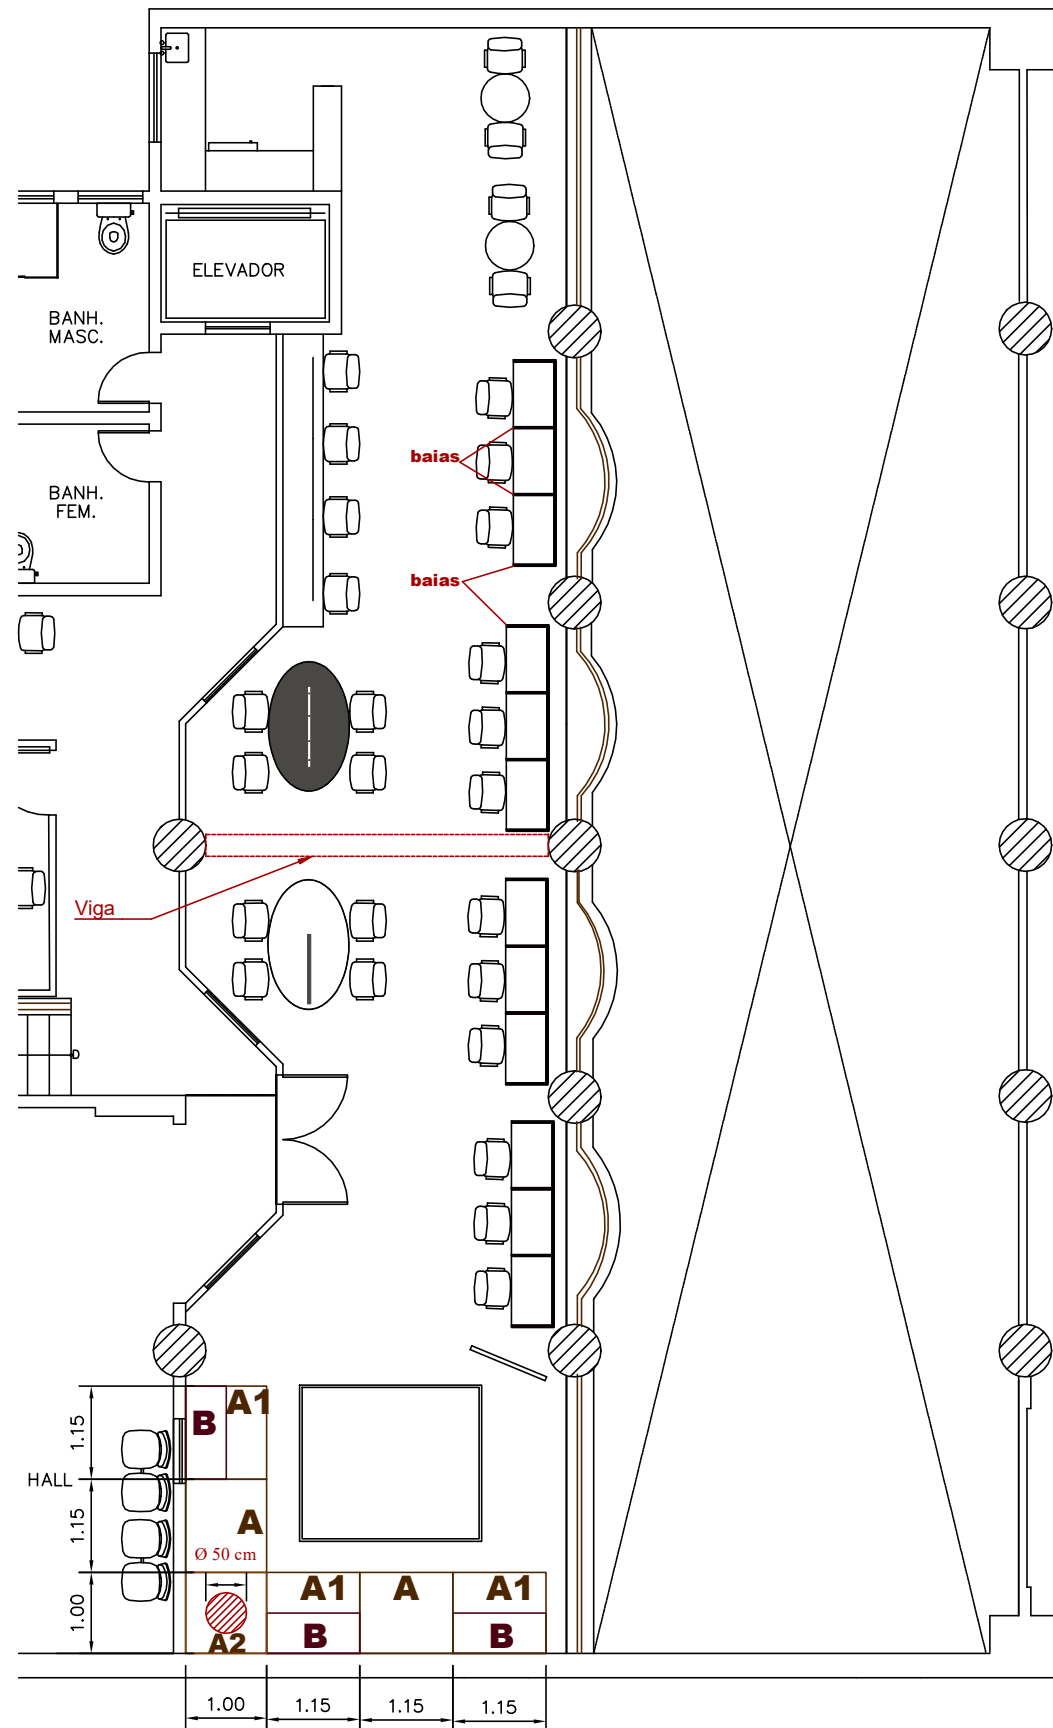 ELEVADOR
BANH.
MASC.
baias
BANH.
FEM.
baias
Viga
A1
B
1.15
HALL
A
1.15
Ø 50 cm
A1
A
A1
1.00
A2
B
B
1.00
1.15
1.15
1.15